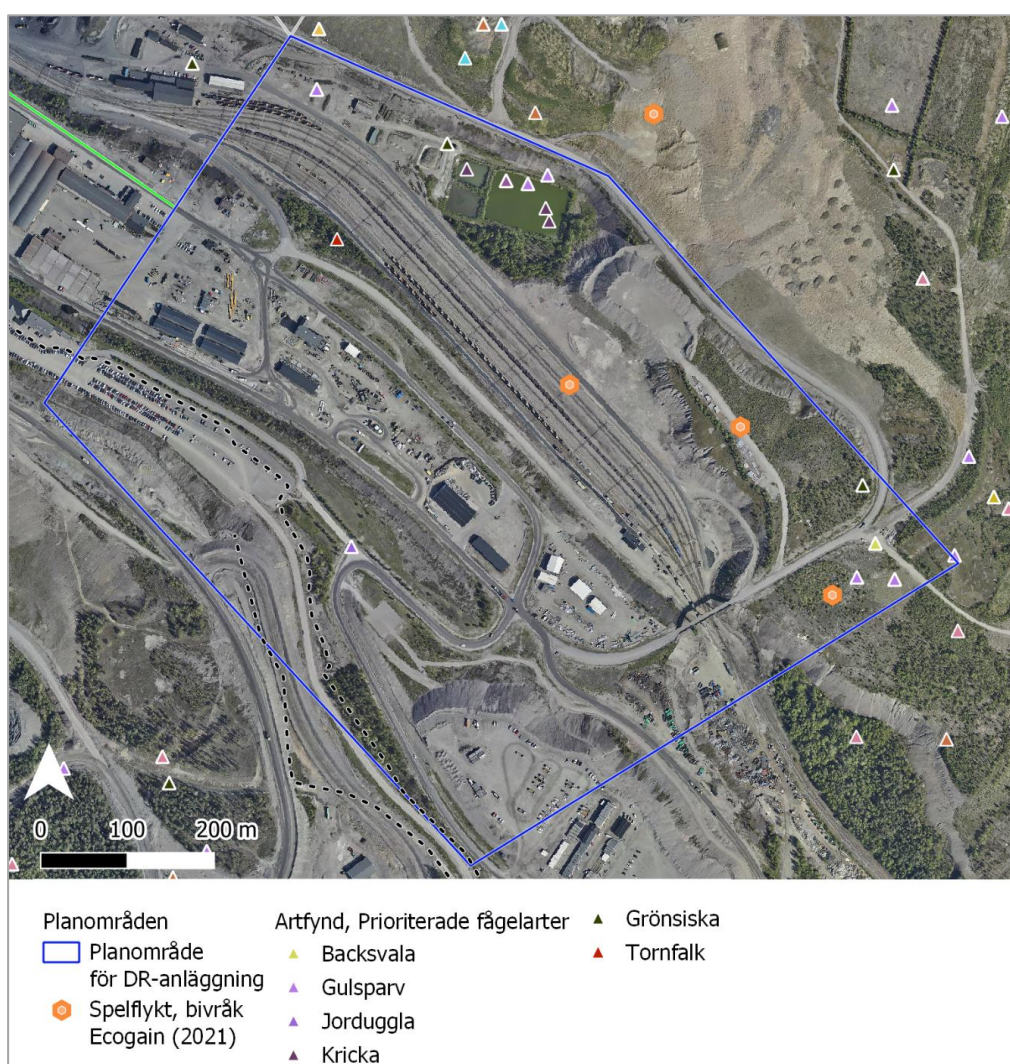 0 100 200 m
Planområden
Planområde
för DR-anläggning
Spelflykt, bivråk
Ecogain (2021)
Artfynd, Prioriterade fågelarter
Backsvala
Gulsparv
Jorduggla
Kricka
Grönsiska
Tornfalk